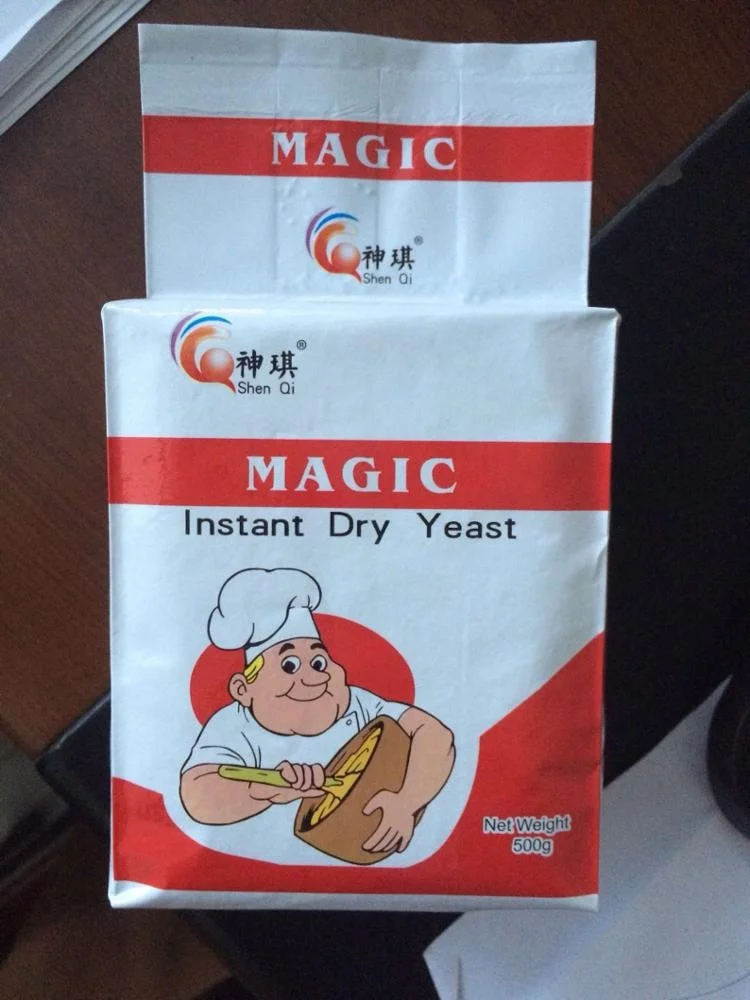 MAGIC
神琪®
Shen Qi
神琪®
Shen Qi
MAGIC
Instant Dry Yeast
Net Weight
500g